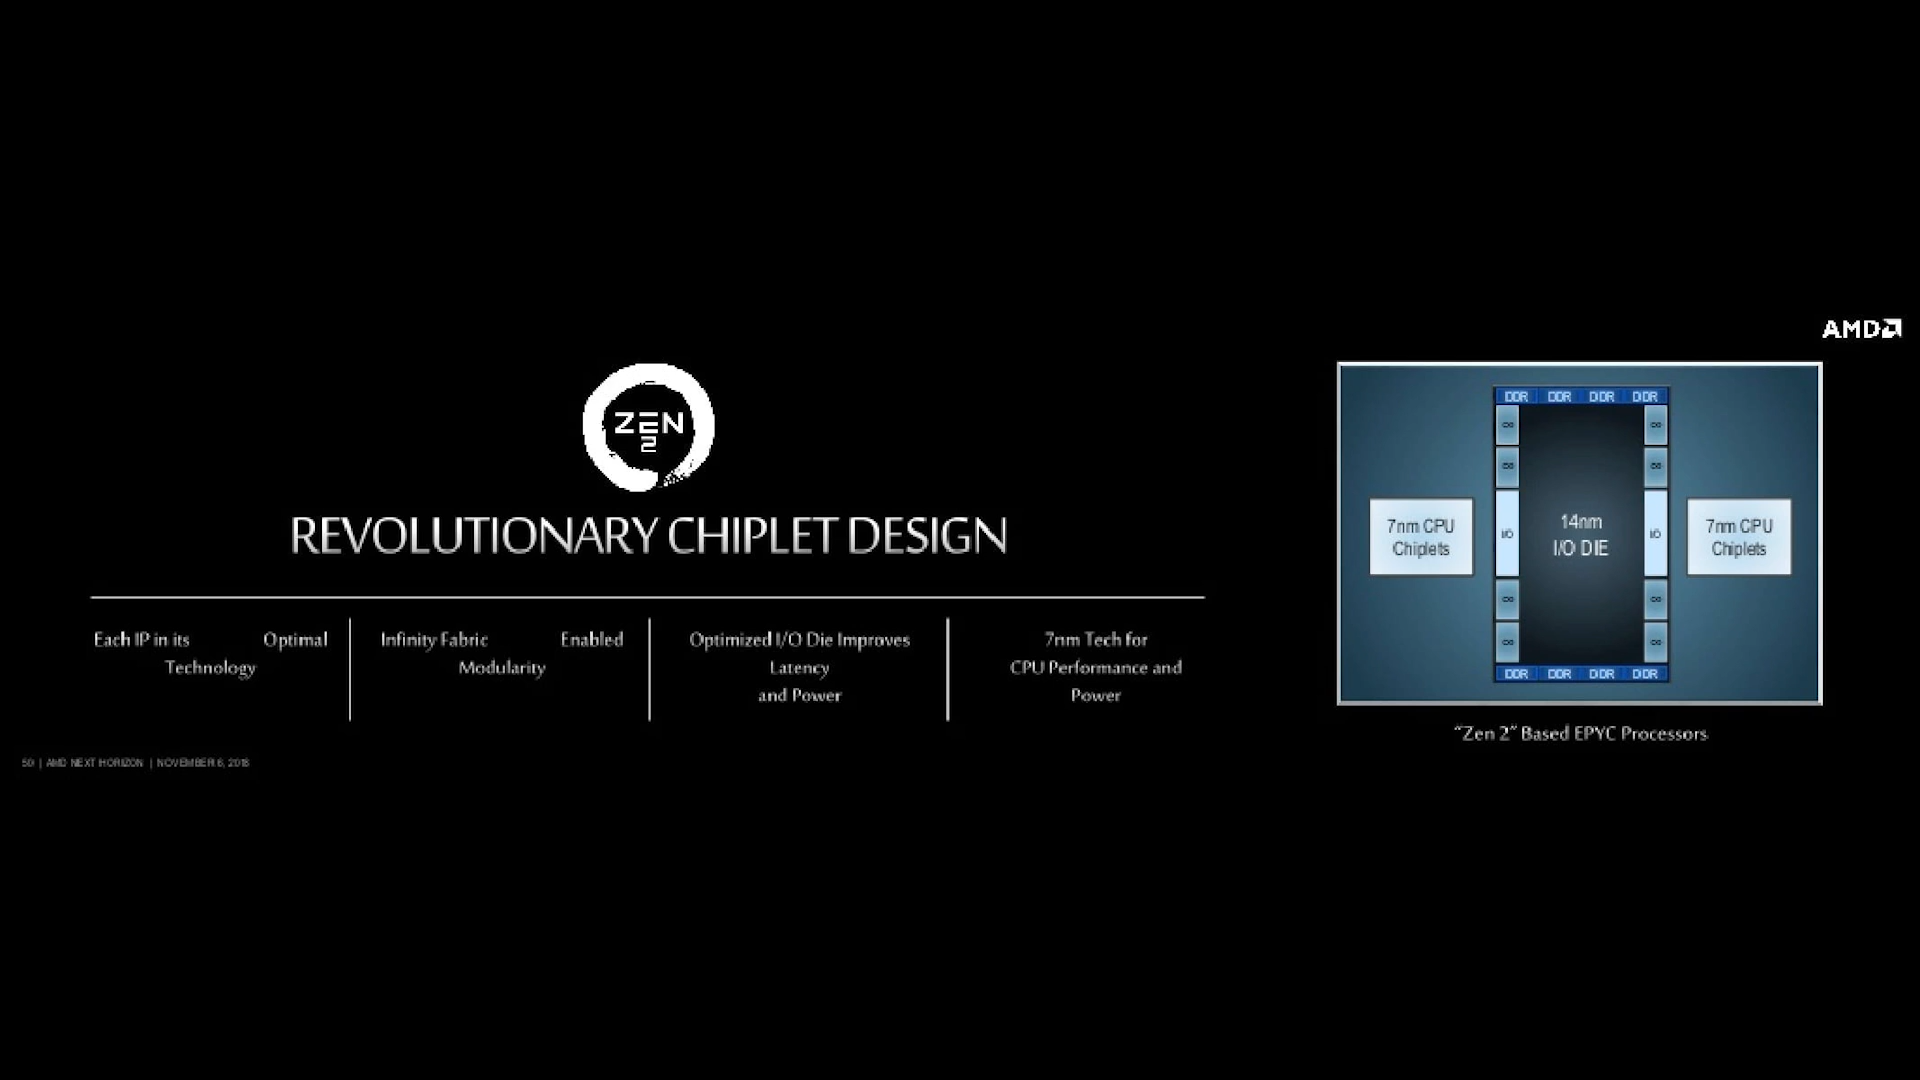 AMD
ZEN
2
REVOLUTIONARY CHIPLET DESIGN
Each IP in its Optimal
Technology
Infinity Fabric Enabled
Modularity
Optimized I/O Die Improves
Latency
and Power
7nm Tech for
CPU Performance and
Power
DDR DDR DDR DDR
∞ ∞
∞ ∞
7nm CPU
Chiplets
I/O
14nm
I/O DIE
I/O
7nm CPU
Chiplets
∞ ∞
∞ ∞
DDR DDR DDR DDR
“Zen 2” Based EPYC Processors
50 | AMD NEXT HORIZON | NOVEMBER 6, 2018